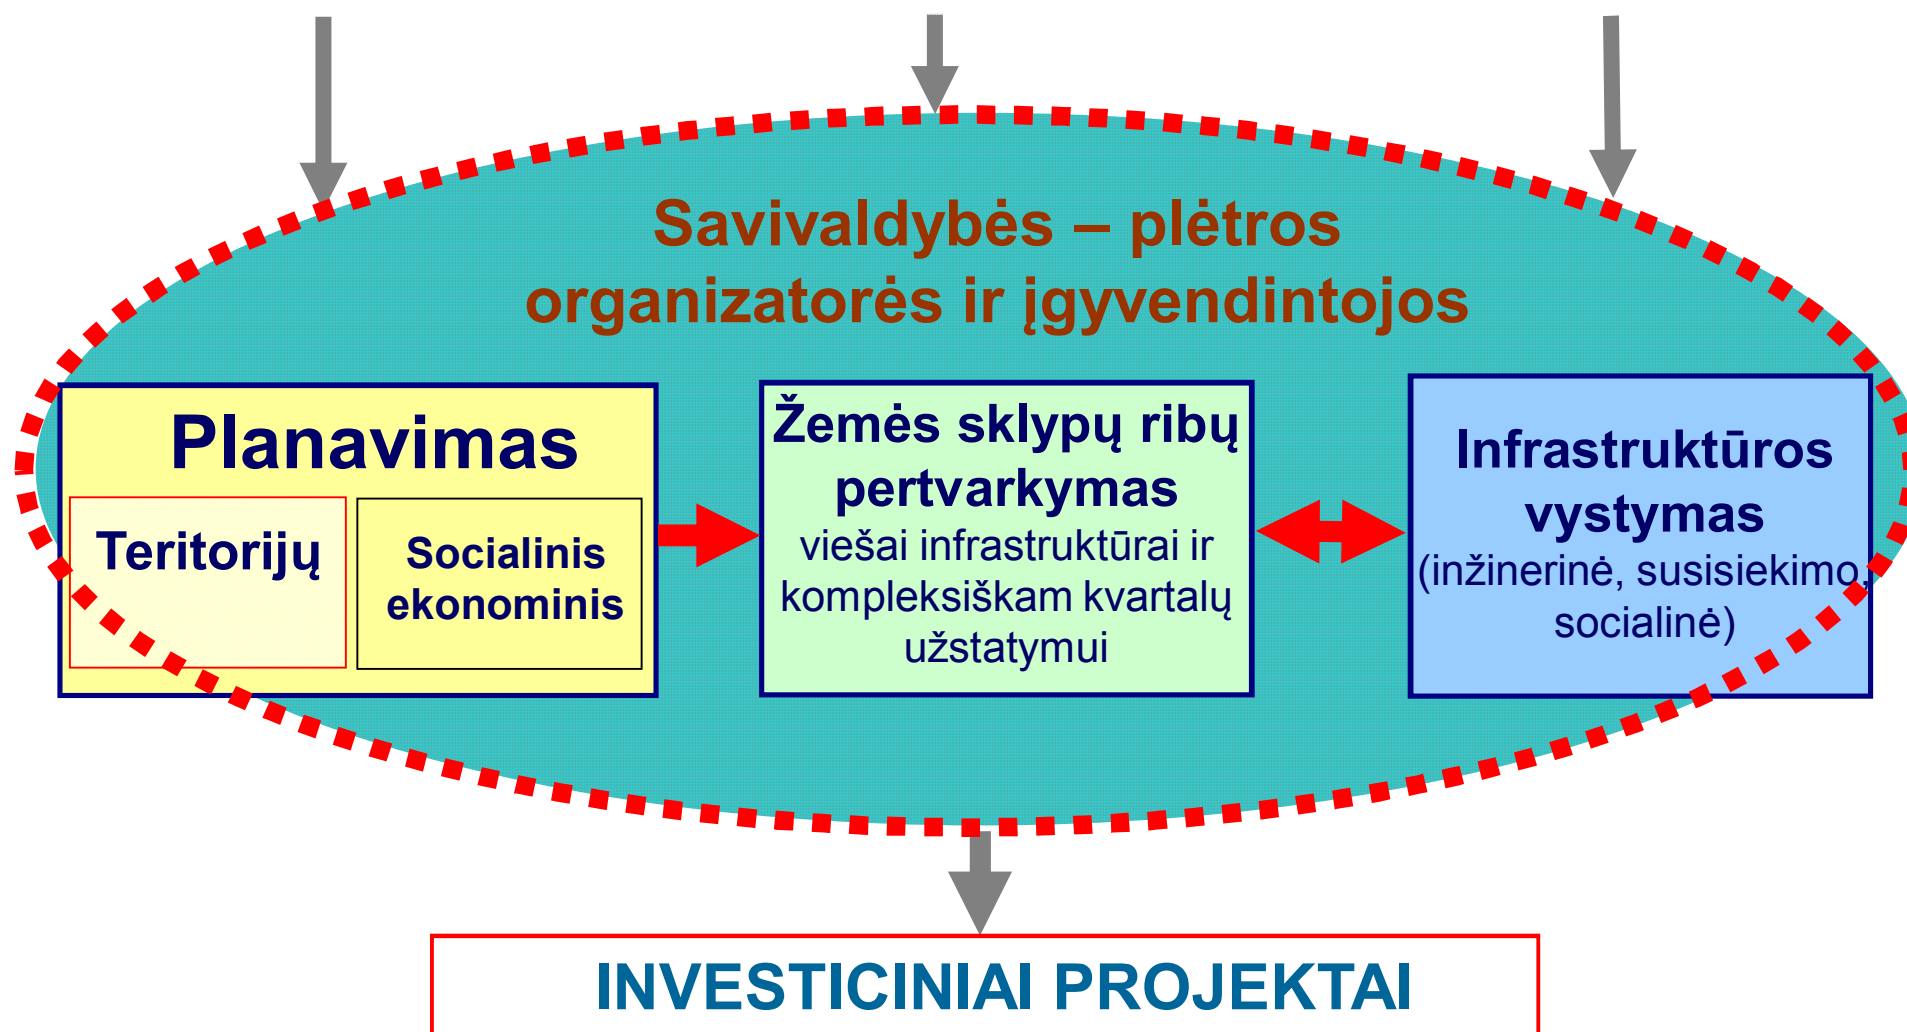 Savivaldybės – plėtros
organizatorės ir įgyvendintojos
Planavimas
Teritorijų
Socialinis
ekonominis
Žemės sklypų ribų
pertvarkymas
viešai infrastruktūrai ir
kompleksiškam kvartalų
užstatymui
Infrastruktūros
vystymas
(inžinerinė, susisiekimo,
socialinė)
INVESTICINIAI PROJEKTAI